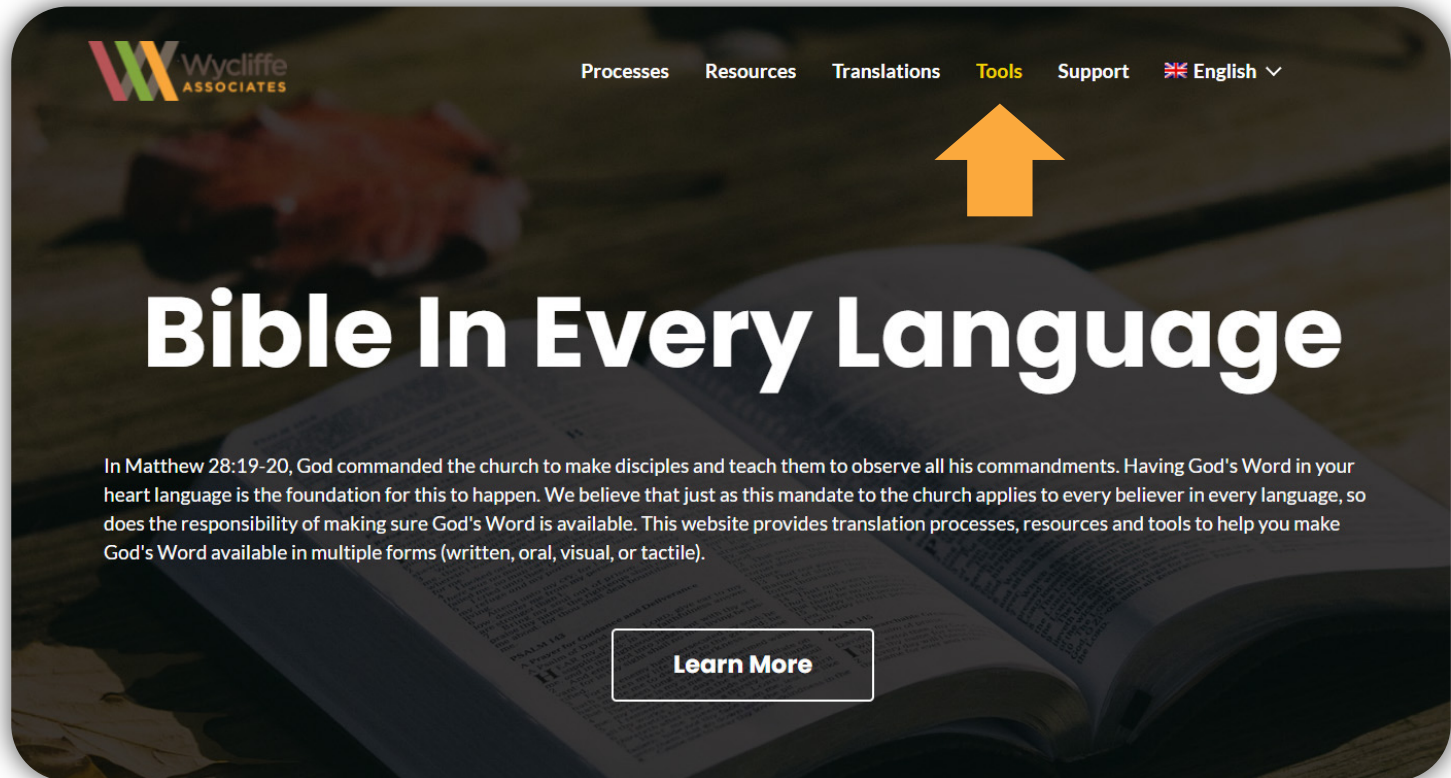 Wycliffe
ASSOCIATES
Processes Resources Translations Tools Support English
Bible In Every Language
In Matthew 28:19-20, God commanded the church to make disciples and teach them to observe all his commandments. Having God's Word in your
heart language is the foundation for this to happen. We believe that just as this mandate to the church applies to every believer in every language, so
does the responsibility of making sure God's Word is available. This website provides translation processes, resources and tools to help you make
God's Word available in multiple forms (written, oral, visual, or tactile).
Learn More